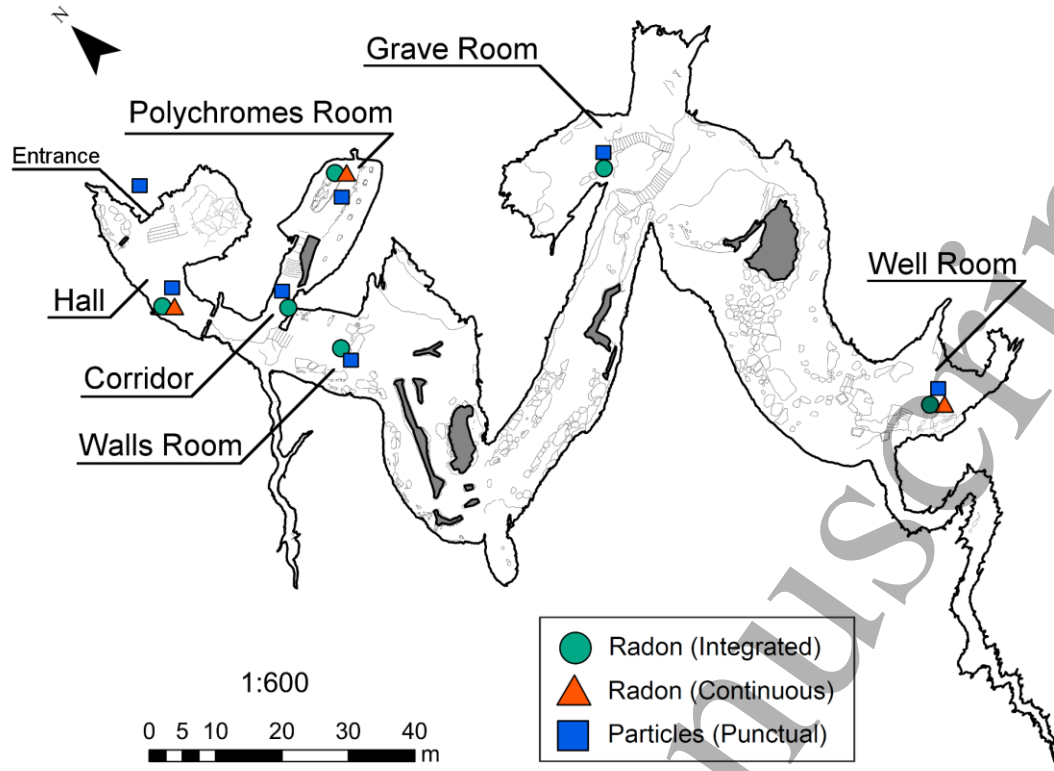 N
Grave Room
Polychromes Room
Entrance
Well Room
Hall
Corridor
Walls Room
Radon (Integrated)
Radon (Continuous)
Particles (Punctual)
1:600
0 5 10 20 30 40
m
nuscrip